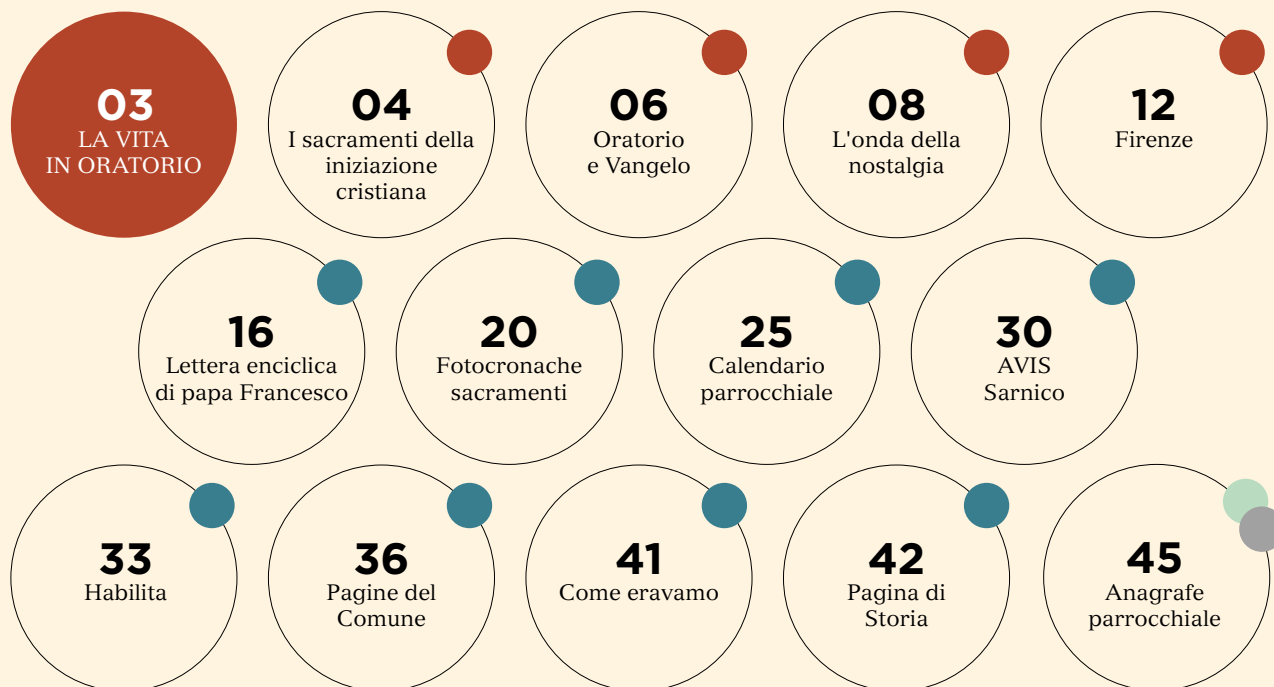 03
LA VITA
IN ORATORIO
04
I sacramenti della
iniziazione
cristiana
06
Oratorio
e Vangelo
08
L'onda della
nostalgia
12
Firenze
16
Lettera enciclica
di papa Francesco
20
Fotocronache
sacramenti
25
Calendario
parrocchiale
30
AVIS
Sarnico
33
Habilita
36
Pagine del
Comune
41
Come eravamo
42
Pagina di
Storia
45
Anagrafe
parrocchiale